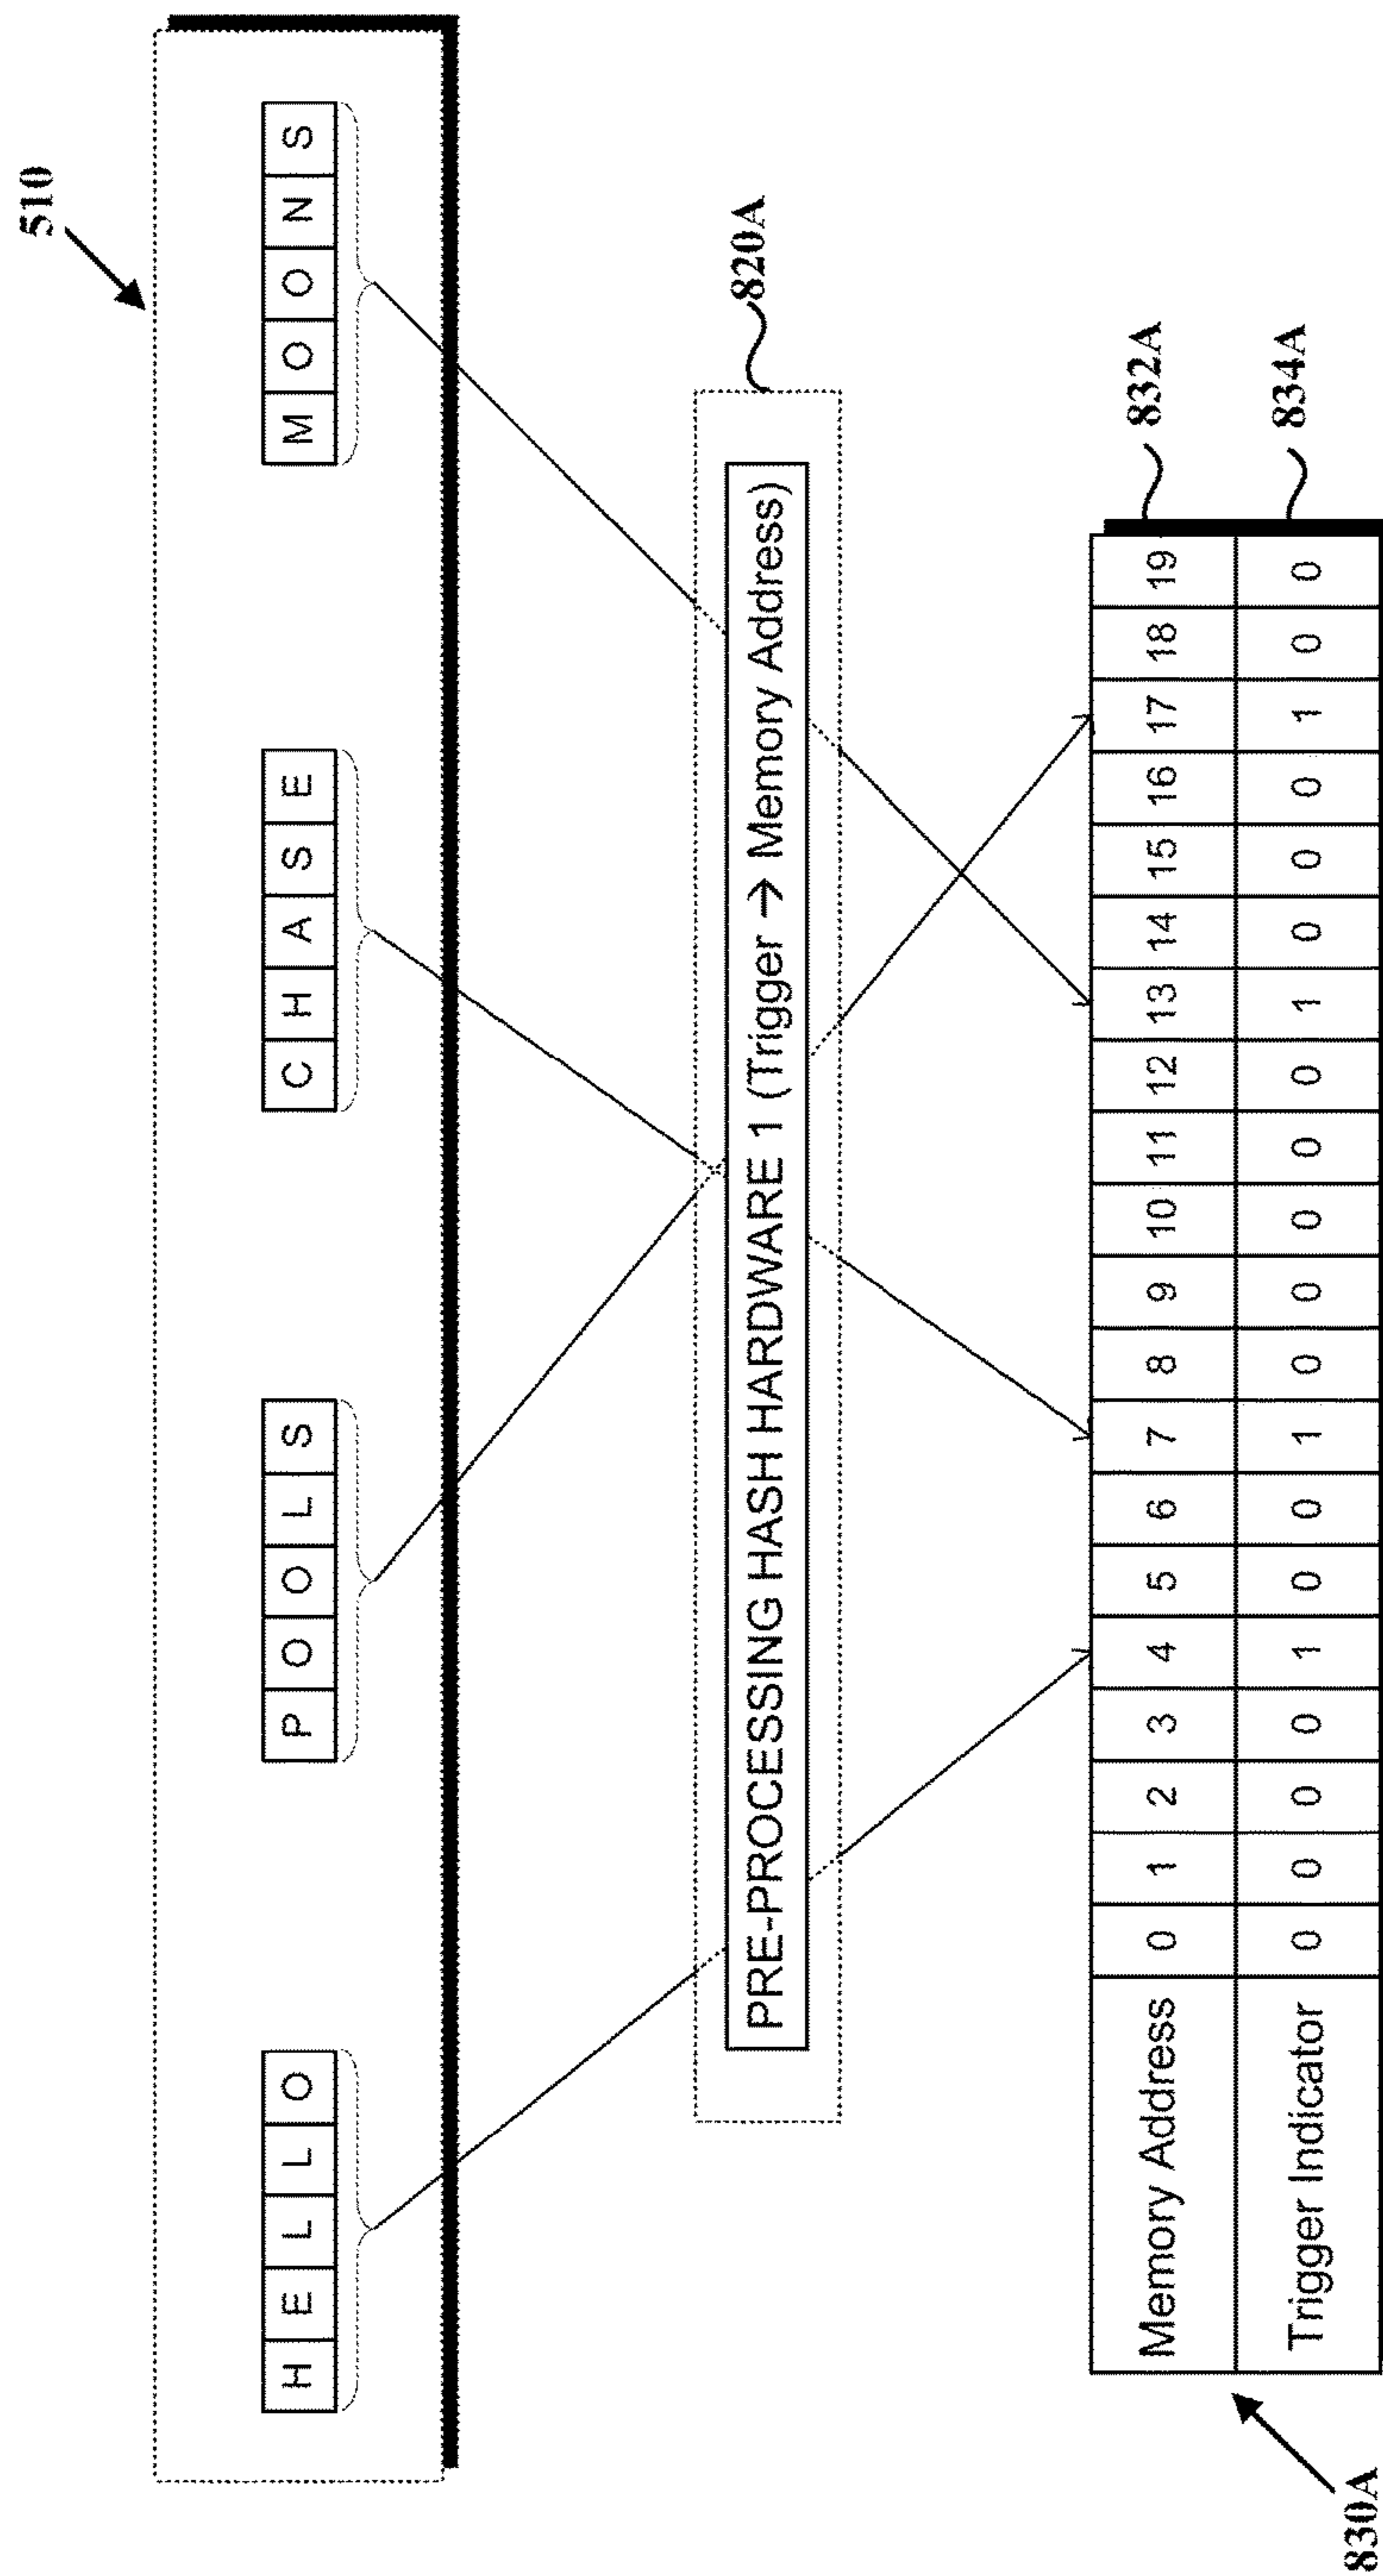 510
H E L L O
P O O L S
C H A S E
M O O N S
820A
PRE-PROCESSING HASH HARDWARE 1 (Trigger → Memory Address)
832A
Memory Address 0 1 2 3 4 5 6 7 8 9 10 11 12 13 14 15 16 17 18 19
834A
Trigger Indicator 0 0 0 0 1 0 0 1 0 0 0 0 0 1 0 0 0 1 0 0
830A